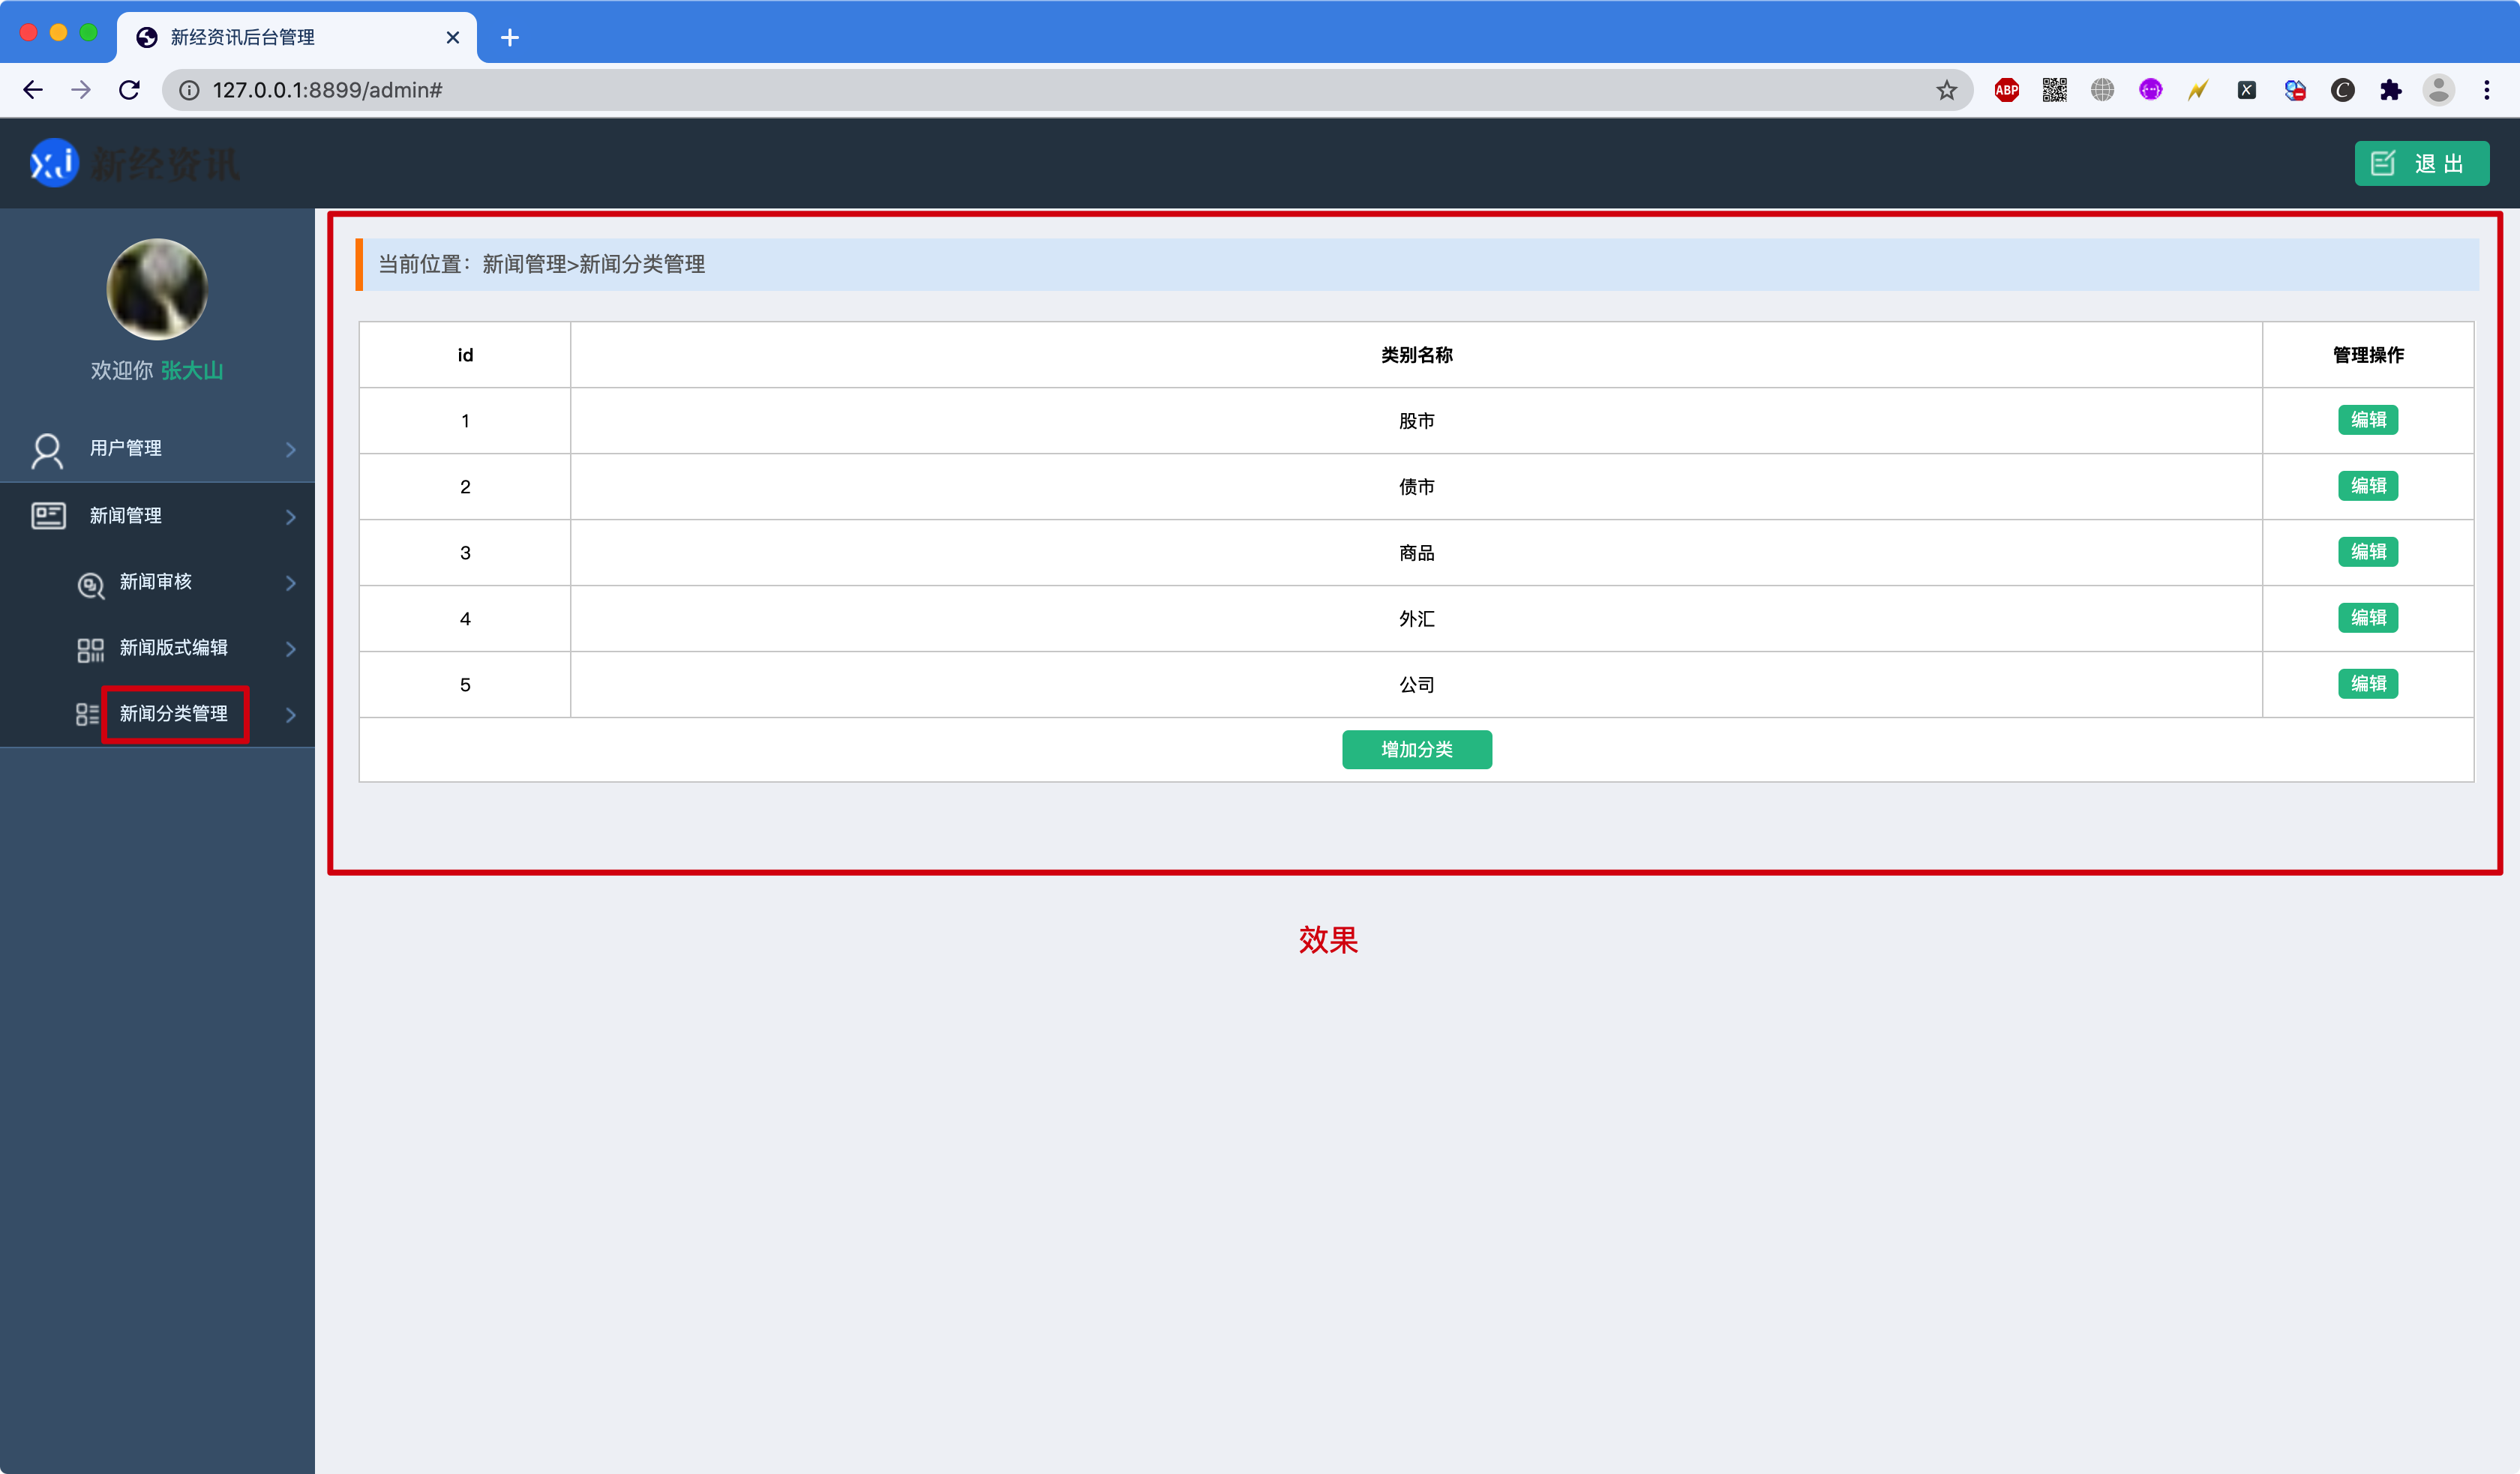 新经资讯后台管理
127.0.0.1:8899/admin#
ABP
新经资讯
退 出
当前位置：新闻管理>新闻分类管理
欢迎你 张大山
用户管理
新闻管理
新闻审核
新闻版式编辑
新闻分类管理
id 类别名称 管理操作
1 股市 编辑
2 债市 编辑
3 商品 编辑
4 外汇 编辑
5 公司 编辑
增加分类
效果